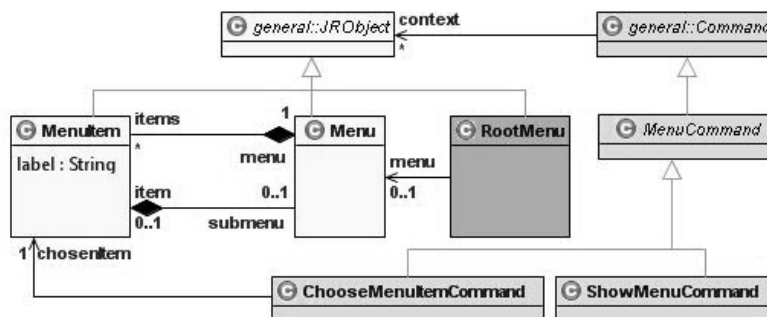 general::JRObject
context
*
general::Command
MenuItem
label : String
items
*
1
menu
Menu
RootMenu
menu
0..1
MenuCommand
item
0..1
0..1
submenu
1 chosenItem
ChooseMenuItemCommand
ShowMenuCommand